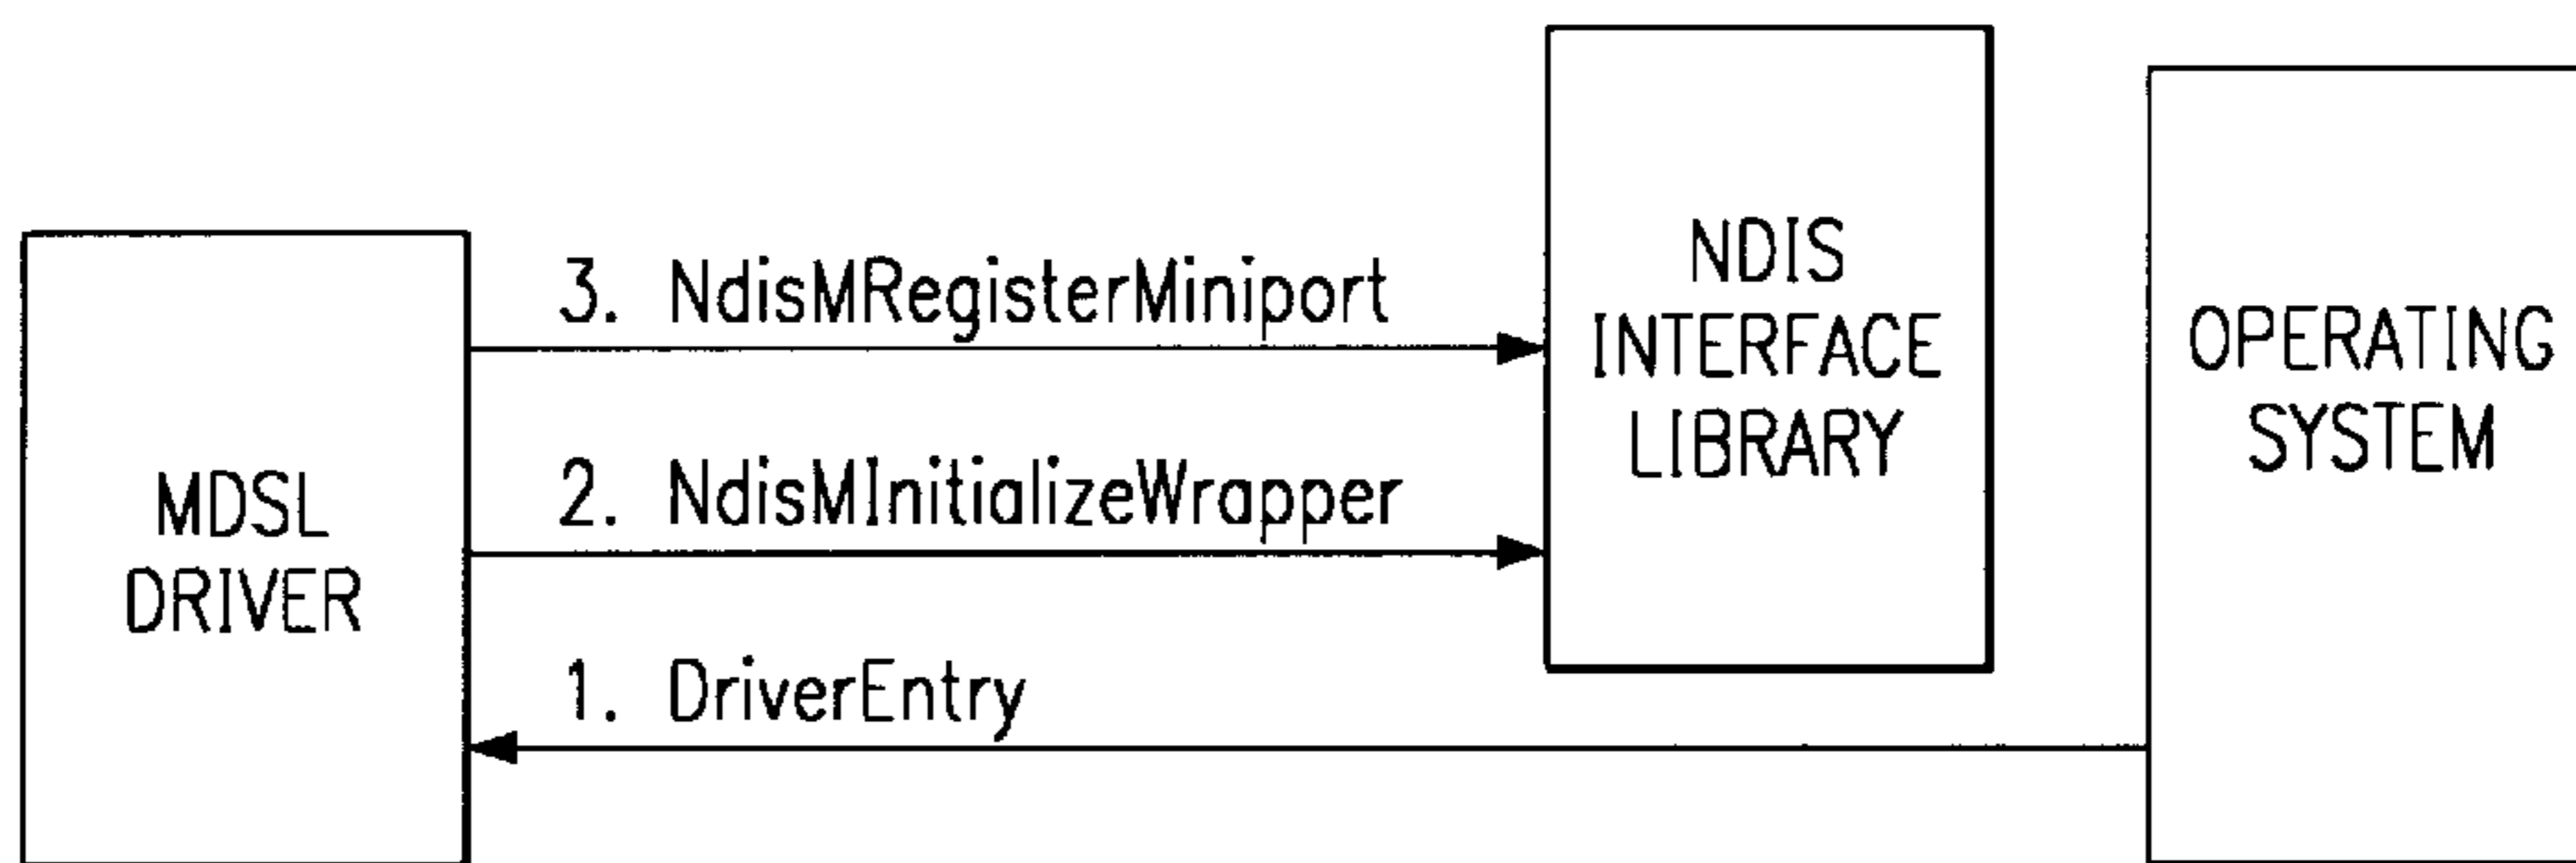 MDSL
DRIVER
3. NdisMRegisterMiniport
2. NdisMInitializeWrapper
1. DriverEntry
NDIS
INTERFACE
LIBRARY
OPERATING
SYSTEM